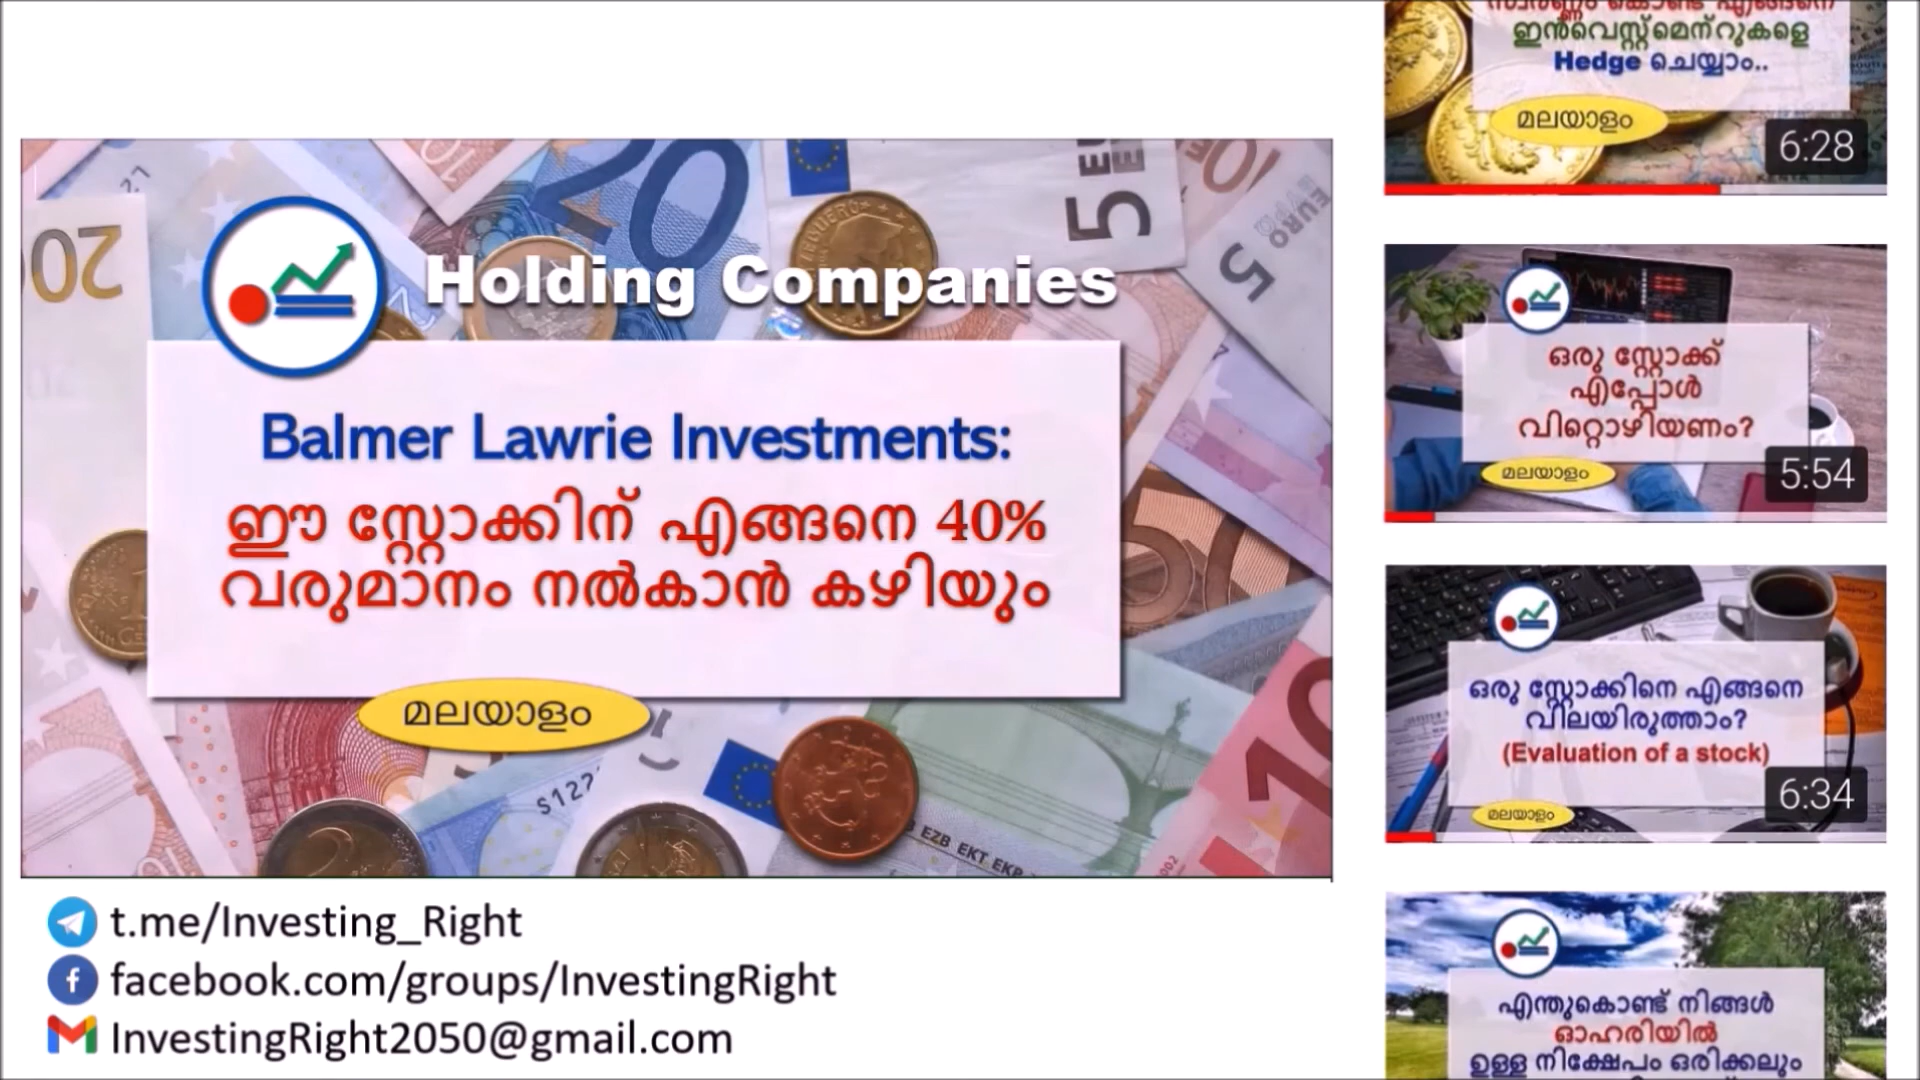 Holding Companies
Balmer Lawrie Investments:
ഈ സ്റ്റോക്കിന് എങ്ങനെ 40%
വരുമാനം നൽകാൻ കഴിയും
മലയാളം
t.me/Investing_Right
facebook.com/groups/InvestingRight
InvestingRight2050@gmail.com
ഇൻവെസ്റ്റ്മെന്റുകളെ
Hedge ചെയ്യാം..
മലയാളം
6:28
ഒരു സ്റ്റോക്ക്
എപ്പോൾ
വിറ്റൊഴിയണം?
മലയാളം
5:54
ഒരു സ്റ്റോക്കിനെ എങ്ങനെ
വിലയിരുത്താം?
(Evaluation of a stock)
മലയാളം
6:34
എന്തുകൊണ്ട് നിങ്ങൾ
ഓഹരിയിൽ
ഉള്ള നിക്ഷേപം ഒരിക്കലും